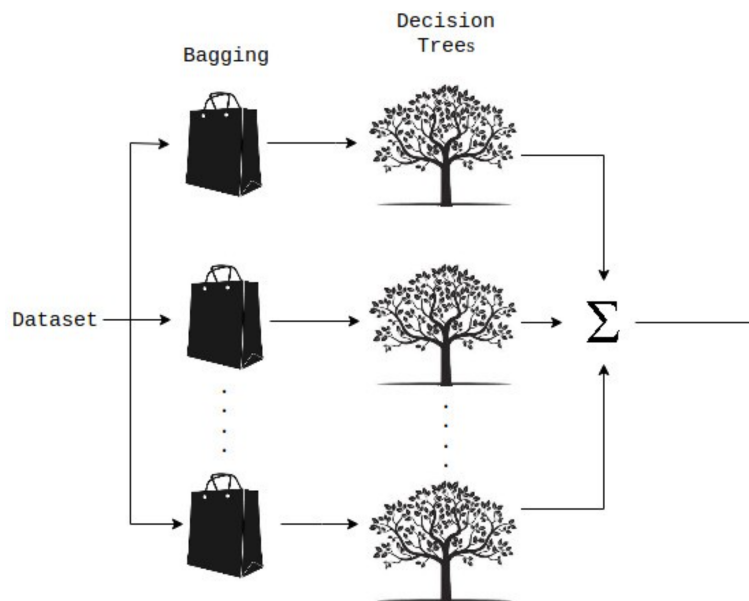 Decision
Trees
Bagging
Dataset
Σ